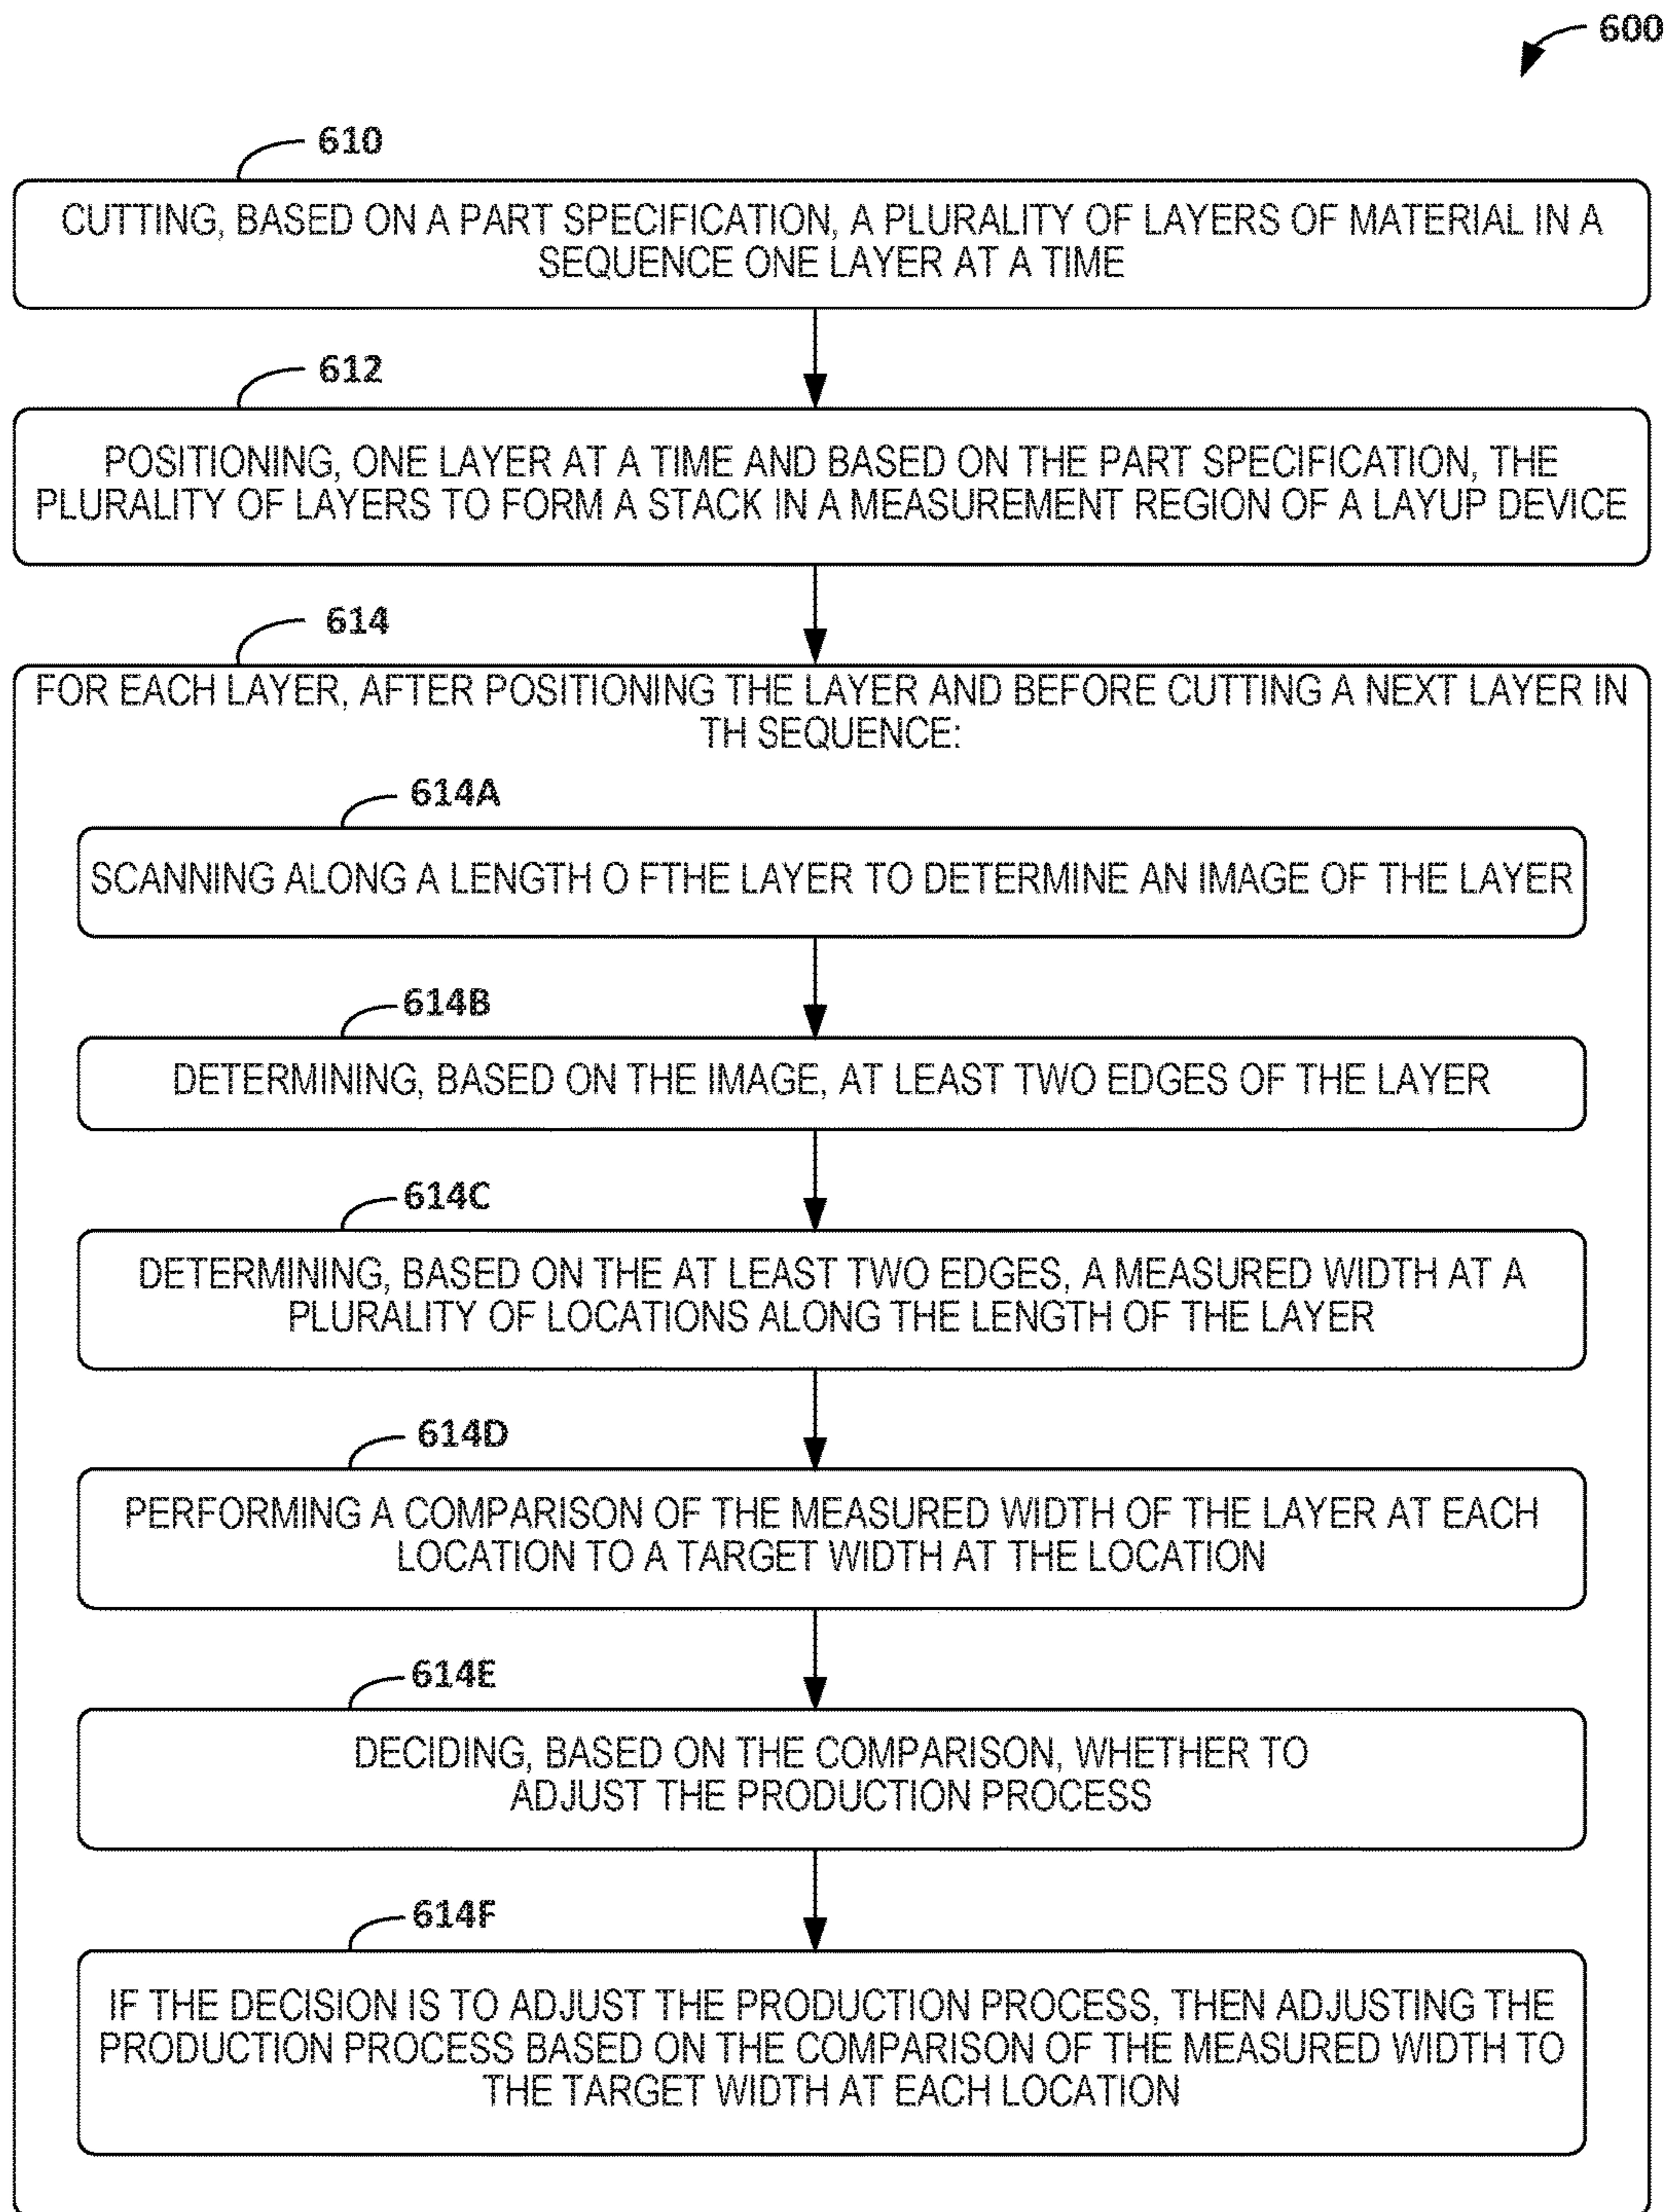 600
610
CUTTING, BASED ON A PART SPECIFICATION, A PLURALITY OF LAYERS OF MATERIAL IN A
SEQUENCE ONE LAYER AT A TIME
612
POSITIONING, ONE LAYER AT A TIME AND BASED ON THE PART SPECIFICATION, THE
PLURALITY OF LAYERS TO FORM A STACK IN A MEASUREMENT REGION OF A LAYUP DEVICE
614
FOR EACH LAYER, AFTER POSITIONING THE LAYER AND BEFORE CUTTING A NEXT LAYER IN
TH SEQUENCE:
614A
SCANNING ALONG A LENGTH O FTHE LAYER TO DETERMINE AN IMAGE OF THE LAYER
614B
DETERMINING, BASED ON THE IMAGE, AT LEAST TWO EDGES OF THE LAYER
614C
DETERMINING, BASED ON THE AT LEAST TWO EDGES, A MEASURED WIDTH AT A
PLURALITY OF LOCATIONS ALONG THE LENGTH OF THE LAYER
614D
PERFORMING A COMPARISON OF THE MEASURED WIDTH OF THE LAYER AT EACH
LOCATION TO A TARGET WIDTH AT THE LOCATION
614E
DECIDING, BASED ON THE COMPARISON, WHETHER TO
ADJUST THE PRODUCTION PROCESS
614F
IF THE DECISION IS TO ADJUST THE PRODUCTION PROCESS, THEN ADJUSTING THE
PRODUCTION PROCESS BASED ON THE COMPARISON OF THE MEASURED WIDTH TO
THE TARGET WIDTH AT EACH LOCATION